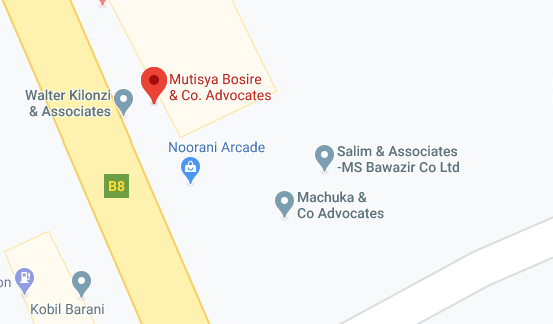 Mutisya Bosire
& Co. Advocates
Walter Kilonzi
& Associates
Noorani Arcade
Salim & Associates
-MS Bawazir Co Ltd
B8
Machuka &
Co Advocates
on
Kobil Barani